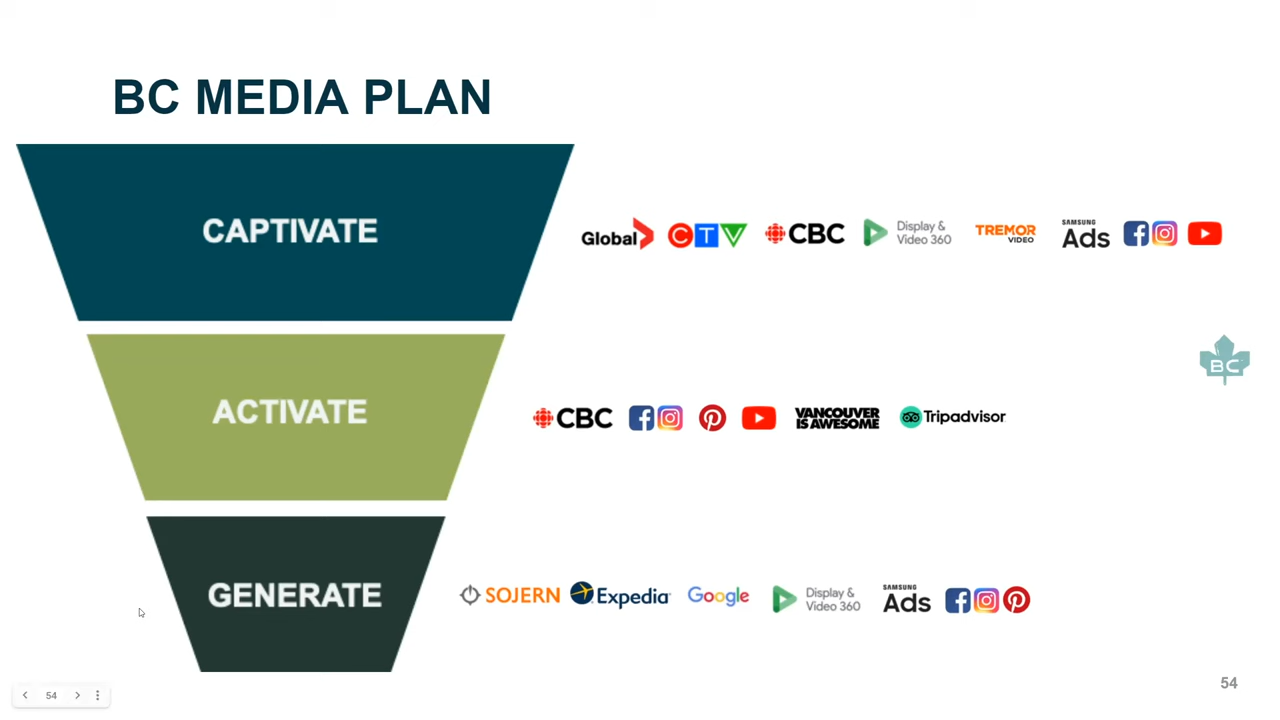 BC MEDIA PLAN
CAPTIVATE
Global CTV CBC Display & Video 360 TREMOR VIDEO SAMSUNG Ads
BC
ACTIVATE
CBC VANCOUVER IS AWESOME Tripadvisor
GENERATE
SOJERN Expedia Google Display & Video 360 SAMSUNG Ads
54
54